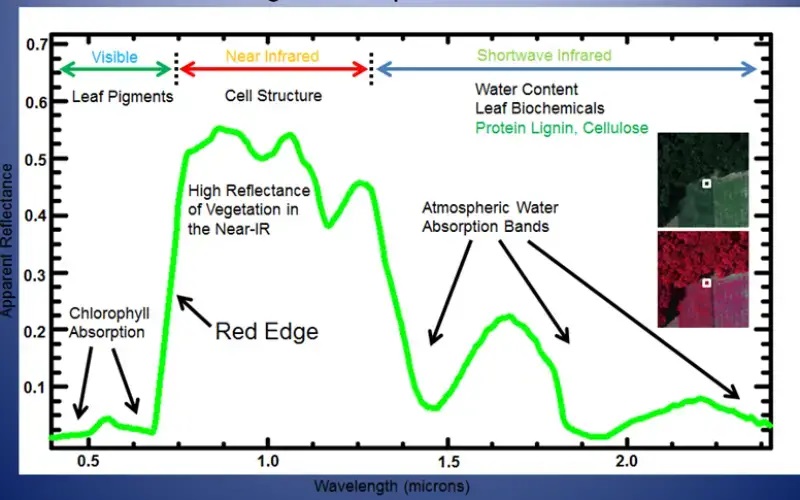 0.7
0.6
0.5
0.4
0.3
0.2
0.1
Apparent Reflectance
Visible
Near Infrared
Shortwave Infrared
Leaf Pigments
Cell Structure
Water Content
Leaf Biochemicals
Protein Lignin, Cellulose
High Reflectance
of Vegetation in
the Near-IR
Atmospheric Water
Absorption Bands
Chlorophyll
Absorption
Red Edge
0.5
1.0
1.5
2.0
Wavelength (microns)